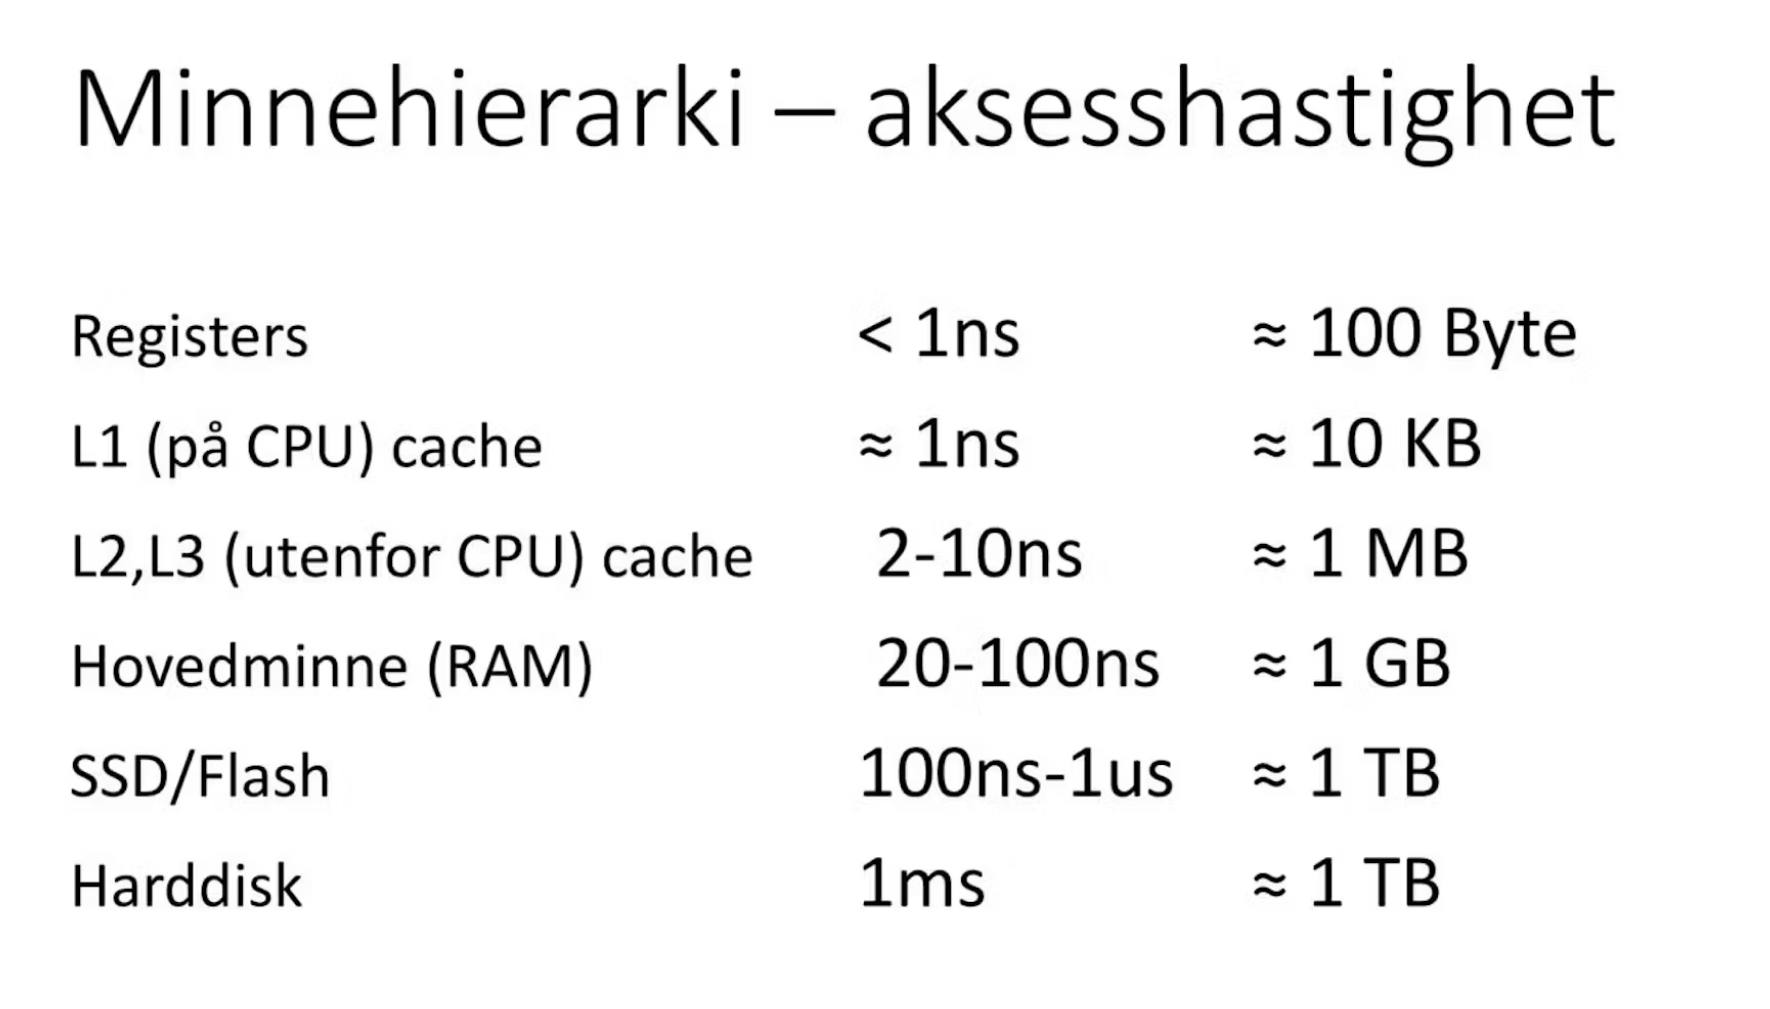 Minnehierarki – aksesshastighet
Registers < 1ns ≈ 100 Byte
L1 (på CPU) cache ≈ 1ns ≈ 10 KB
L2,L3 (utenfor CPU) cache 2-10ns ≈ 1 MB
Hovedminne (RAM) 20-100ns ≈ 1 GB
SSD/Flash 100ns-1us ≈ 1 TB
Harddisk 1ms ≈ 1 TB